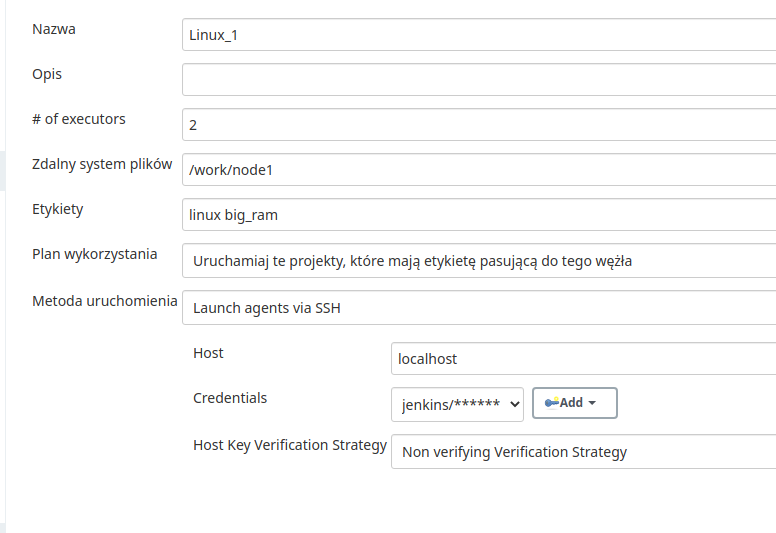 Nazwa
Linux_1
Opis
# of executors
2
Zdalny system plików
/work/node1
Etykiety
linux big_ram
Plan wykorzystania
Uruchamiaj te projekty, które mają etykietę pasującą do tego węzła
Metoda uruchomienia
Launch agents via SSH
Host
localhost
Credentials
jenkins/******
Add
Host Key Verification Strategy
Non verifying Verification Strategy